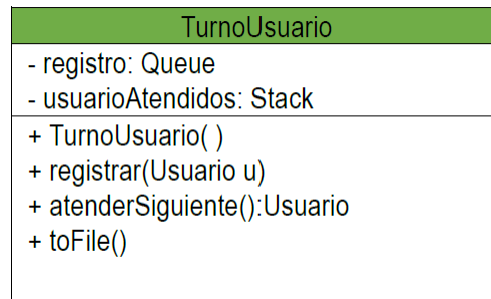 TurnoUsuario
- registro: Queue
- usuarioAtendidos: Stack
+ TurnoUsuario( )
+ registrar(Usuario u)
+ atenderSiguiente():Usuario
+ toFile()